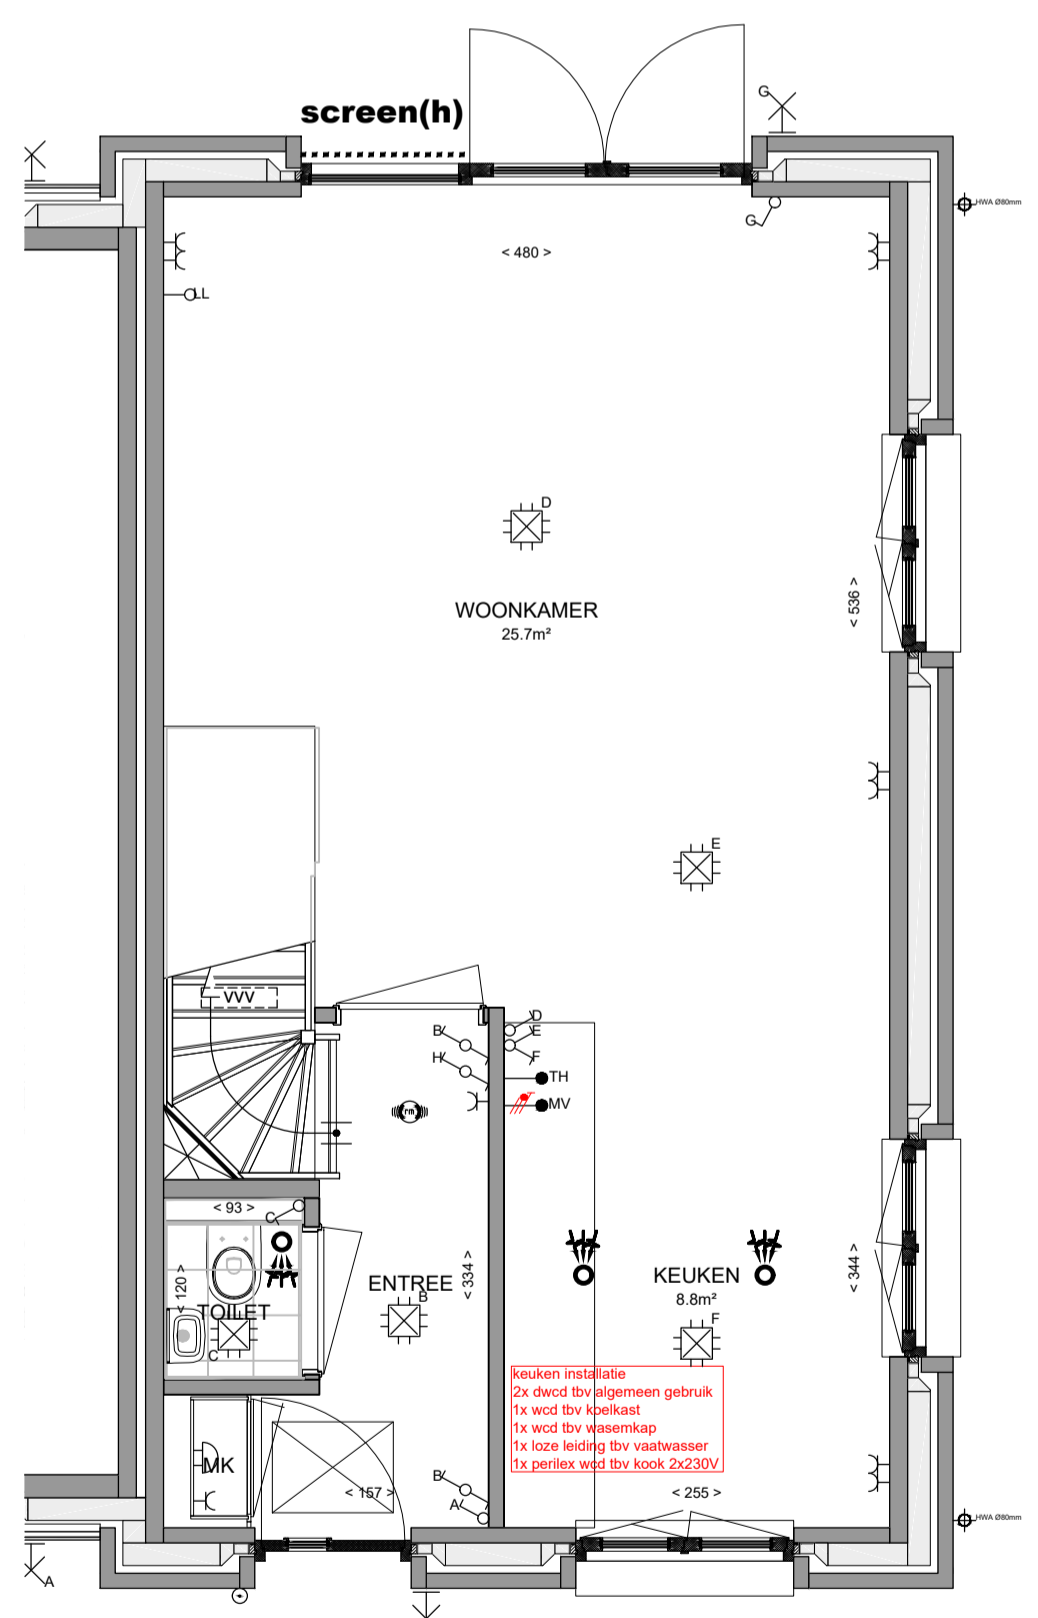 screen(h)
G
HWA Ø80mm
G
< 480 >
LL
D
WOONKAMER
25.7m²
< 536 >
E
VVV
D
B
E
H
F
TH
MV
rm
< 93 >
C
< 120 >
TOILET
C
ENTREE
B
< 334 >
KEUKEN
8.8m²
< 344 >
F
keuken installatie
2x dwcd tbv algemeen gebruik
1x wcd tbv koelkast
1x wcd tbv wasemkap
1x loze leiding tbv vaatwasser
1x perilex wcd tbv kook 2x230V
MK
B
< 157 >
A
< 255 >
HWA Ø80mm
A